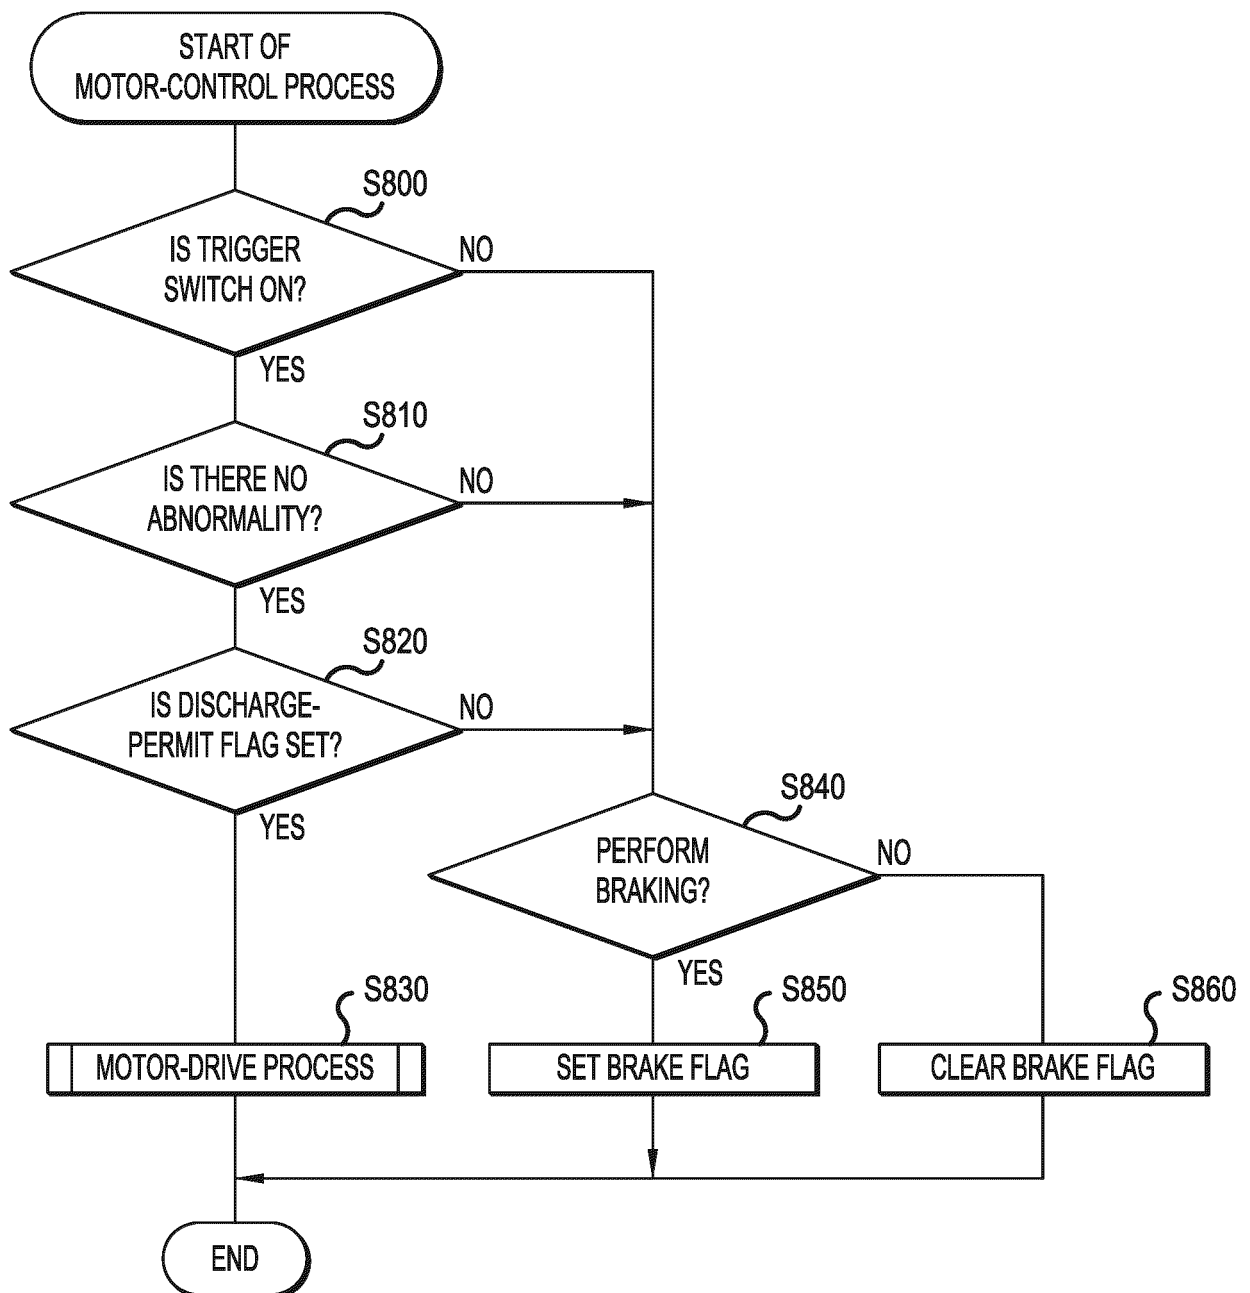 START OF
MOTOR-CONTROL PROCESS
S800
IS TRIGGER
SWITCH ON?
NO
YES
S810
IS THERE NO
ABNORMALITY?
NO
YES
S820
IS DISCHARGE-
PERMIT FLAG SET?
NO
YES
S840
PERFORM
BRAKING?
NO
YES
S830
MOTOR-DRIVE PROCESS
S850
SET BRAKE FLAG
S860
CLEAR BRAKE FLAG
END